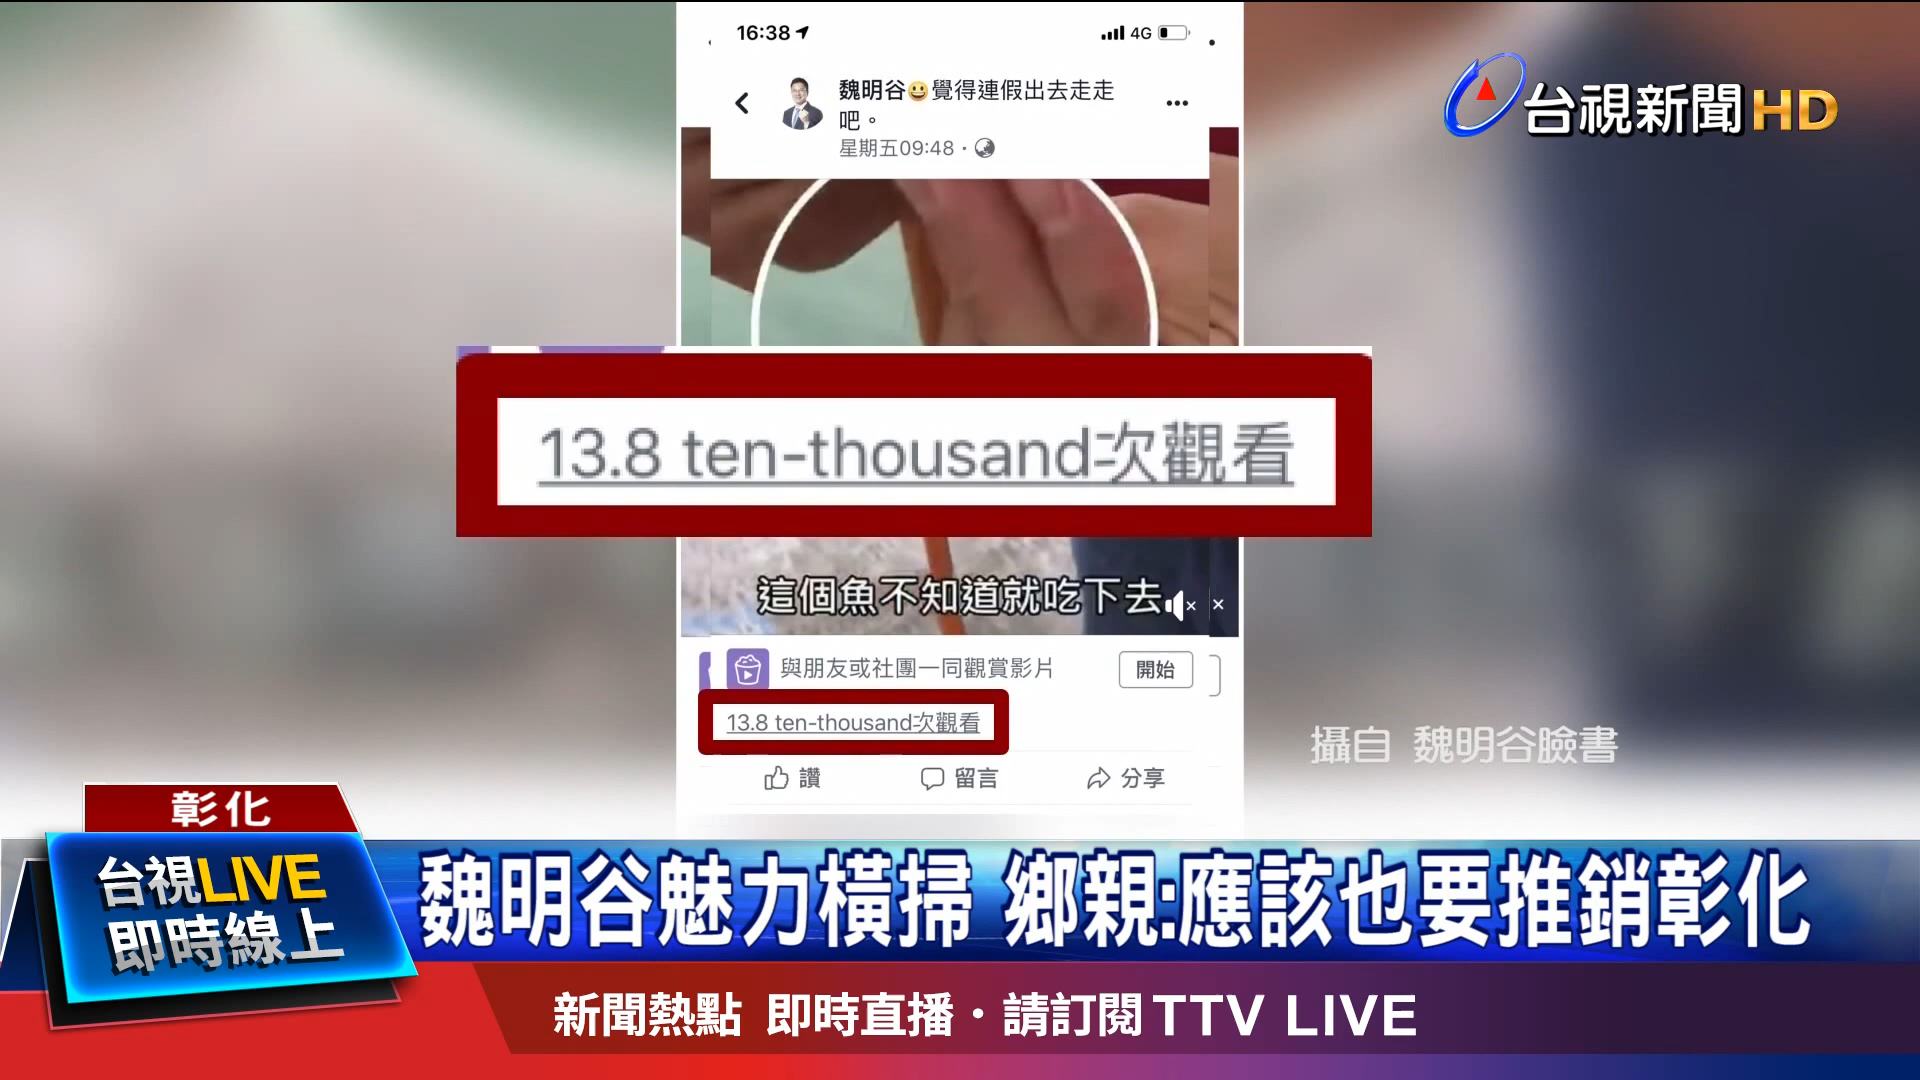 16:38
4G
魏明谷😀覺得連假出去走走
吧。
星期五09:48・
台視新聞HD
13.8 ten-thousand次觀看
這個魚不知道就吃下去
與朋友或社團一同觀賞影片
開始
13.8 ten-thousand次觀看
讚
留言
分享
攝自 魏明谷臉書
彰化
台視LIVE
即時線上
魏明谷魅力橫掃 鄉親:應該也要推銷彰化
新聞熱點 即時直播・請訂閱TTV LIVE